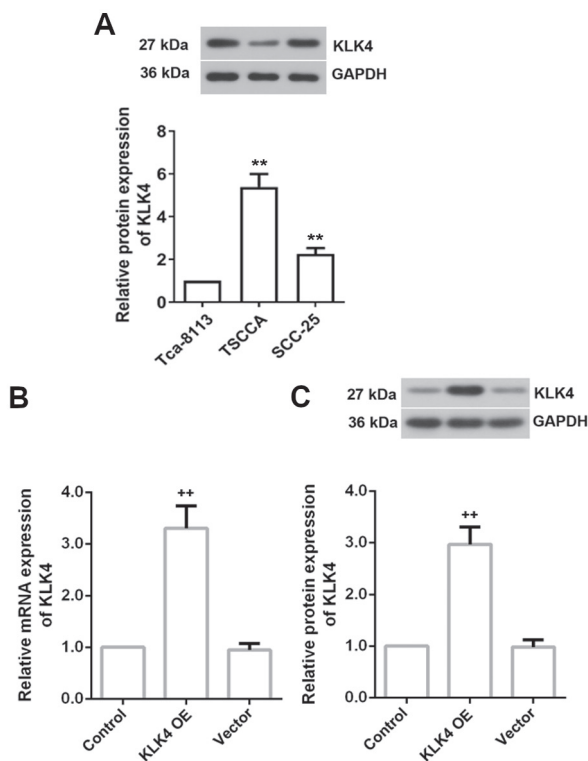 A
27 kDa
KLK4
36 kDa
GAPDH
Relative protein expression
of KLK4
8
6
4
2
0
**
**
Tca-8113
TSCCA
SCC-25
B
Relative mRNA expression
of KLK4
4.0
3.0
2.0
1.0
0.0
++
Control
KLK4 OE
Vector
C
27 kDa
KLK4
36 kDa
GAPDH
Relative protein expression
of KLK4
4.0
3.0
2.0
1.0
0.0
++
Control
KLK4 OE
Vector